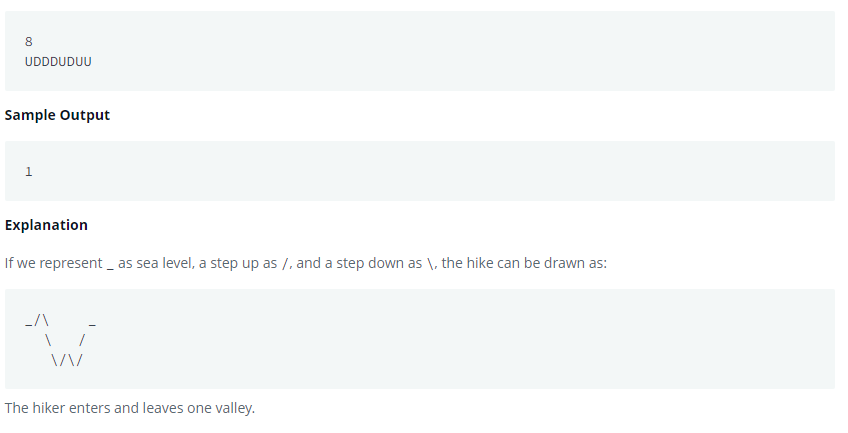 8
UDDDUDUU
Sample Output
1
Explanation
If we represent _ as sea level, a step up as /, and a step down as \, the hike can be drawn as:
_/\      _
   \    /
    \/\/
The hiker enters and leaves one valley.